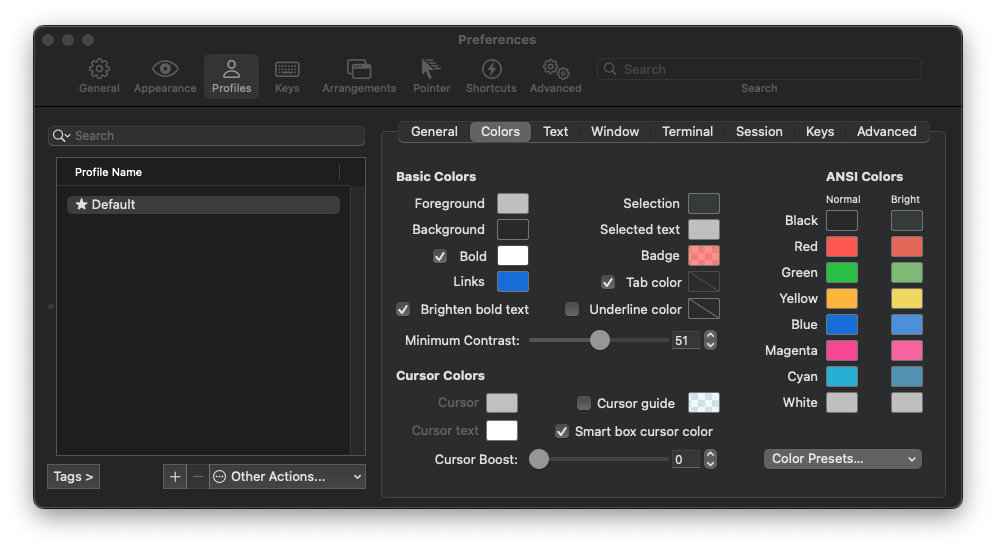 Preferences
General Appearance Profiles Keys Arrangements Pointer Shortcuts Advanced
Search
Search
Search
Profile Name
★ Default
Tags >
+ − Other Actions...
General Colors Text Window Terminal Session Keys Advanced
Basic Colors
Foreground Selection
Background Selected text
Bold Badge
Links Tab color
Brighten bold text Underline color
Minimum Contrast: 51
Cursor Colors
Cursor Cursor guide
Cursor text Smart box cursor color
Cursor Boost: 0
ANSI Colors
Normal Bright
Black
Red
Green
Yellow
Blue
Magenta
Cyan
White
Color Presets...